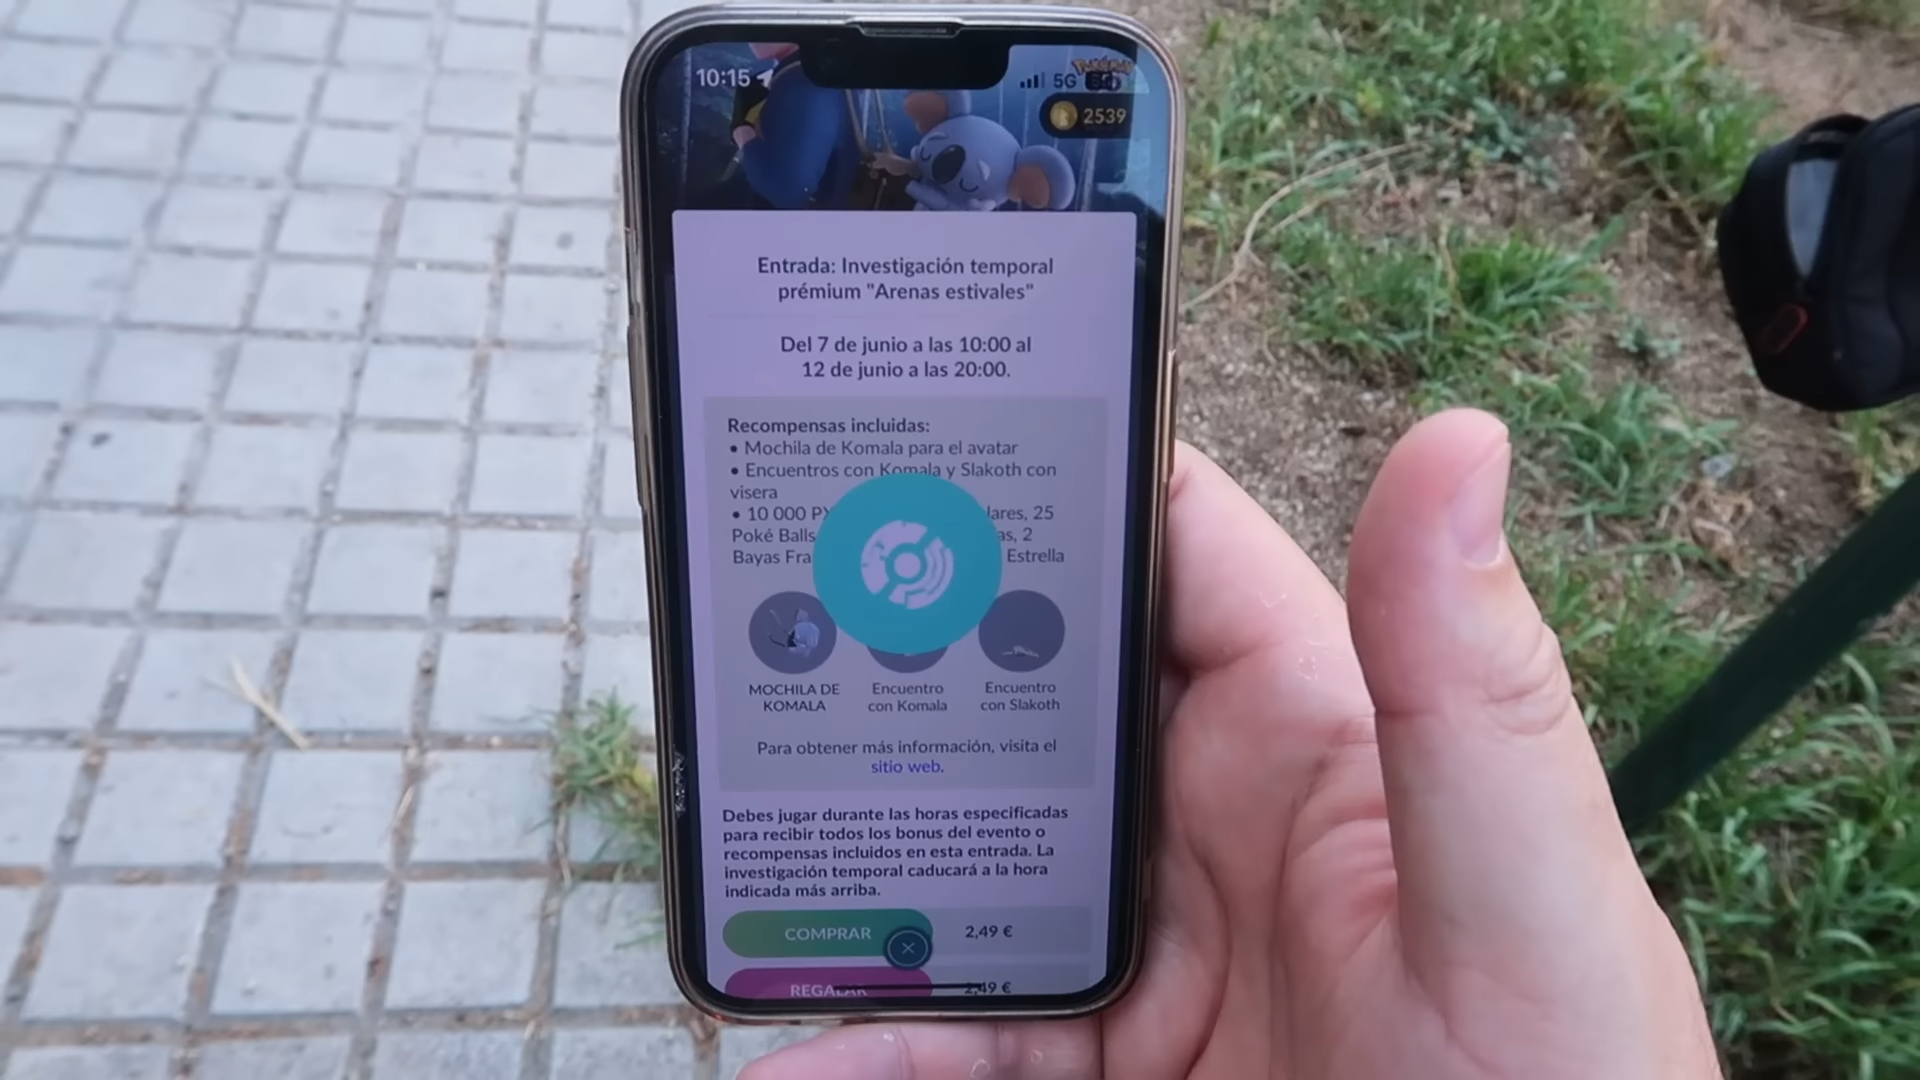 10:15
5G
2539
Entrada: Investigación temporal
prémium "Arenas estivales"
Del 7 de junio a las 10:00 al
12 de junio a las 20:00.
Recompensas incluidas:
• Mochila de Komala para el avatar
• Encuentros con Komala y Slakoth con
visera
• 10 000 lares, 25
Poké Balls as, 2
Bayas Fra Estrella
MOCHILA DE
KOMALA
Encuentro
con Komala
Encuentro
con Slakoth
Para obtener más información, visita el
sitio web.
Debes jugar durante las horas especificadas
para recibir todos los bonus del evento o
recompensas incluidos en esta entrada. La
investigación temporal caducará a la hora
indicada más arriba.
COMPRAR 2,49 €
REGALAR 2,49 €